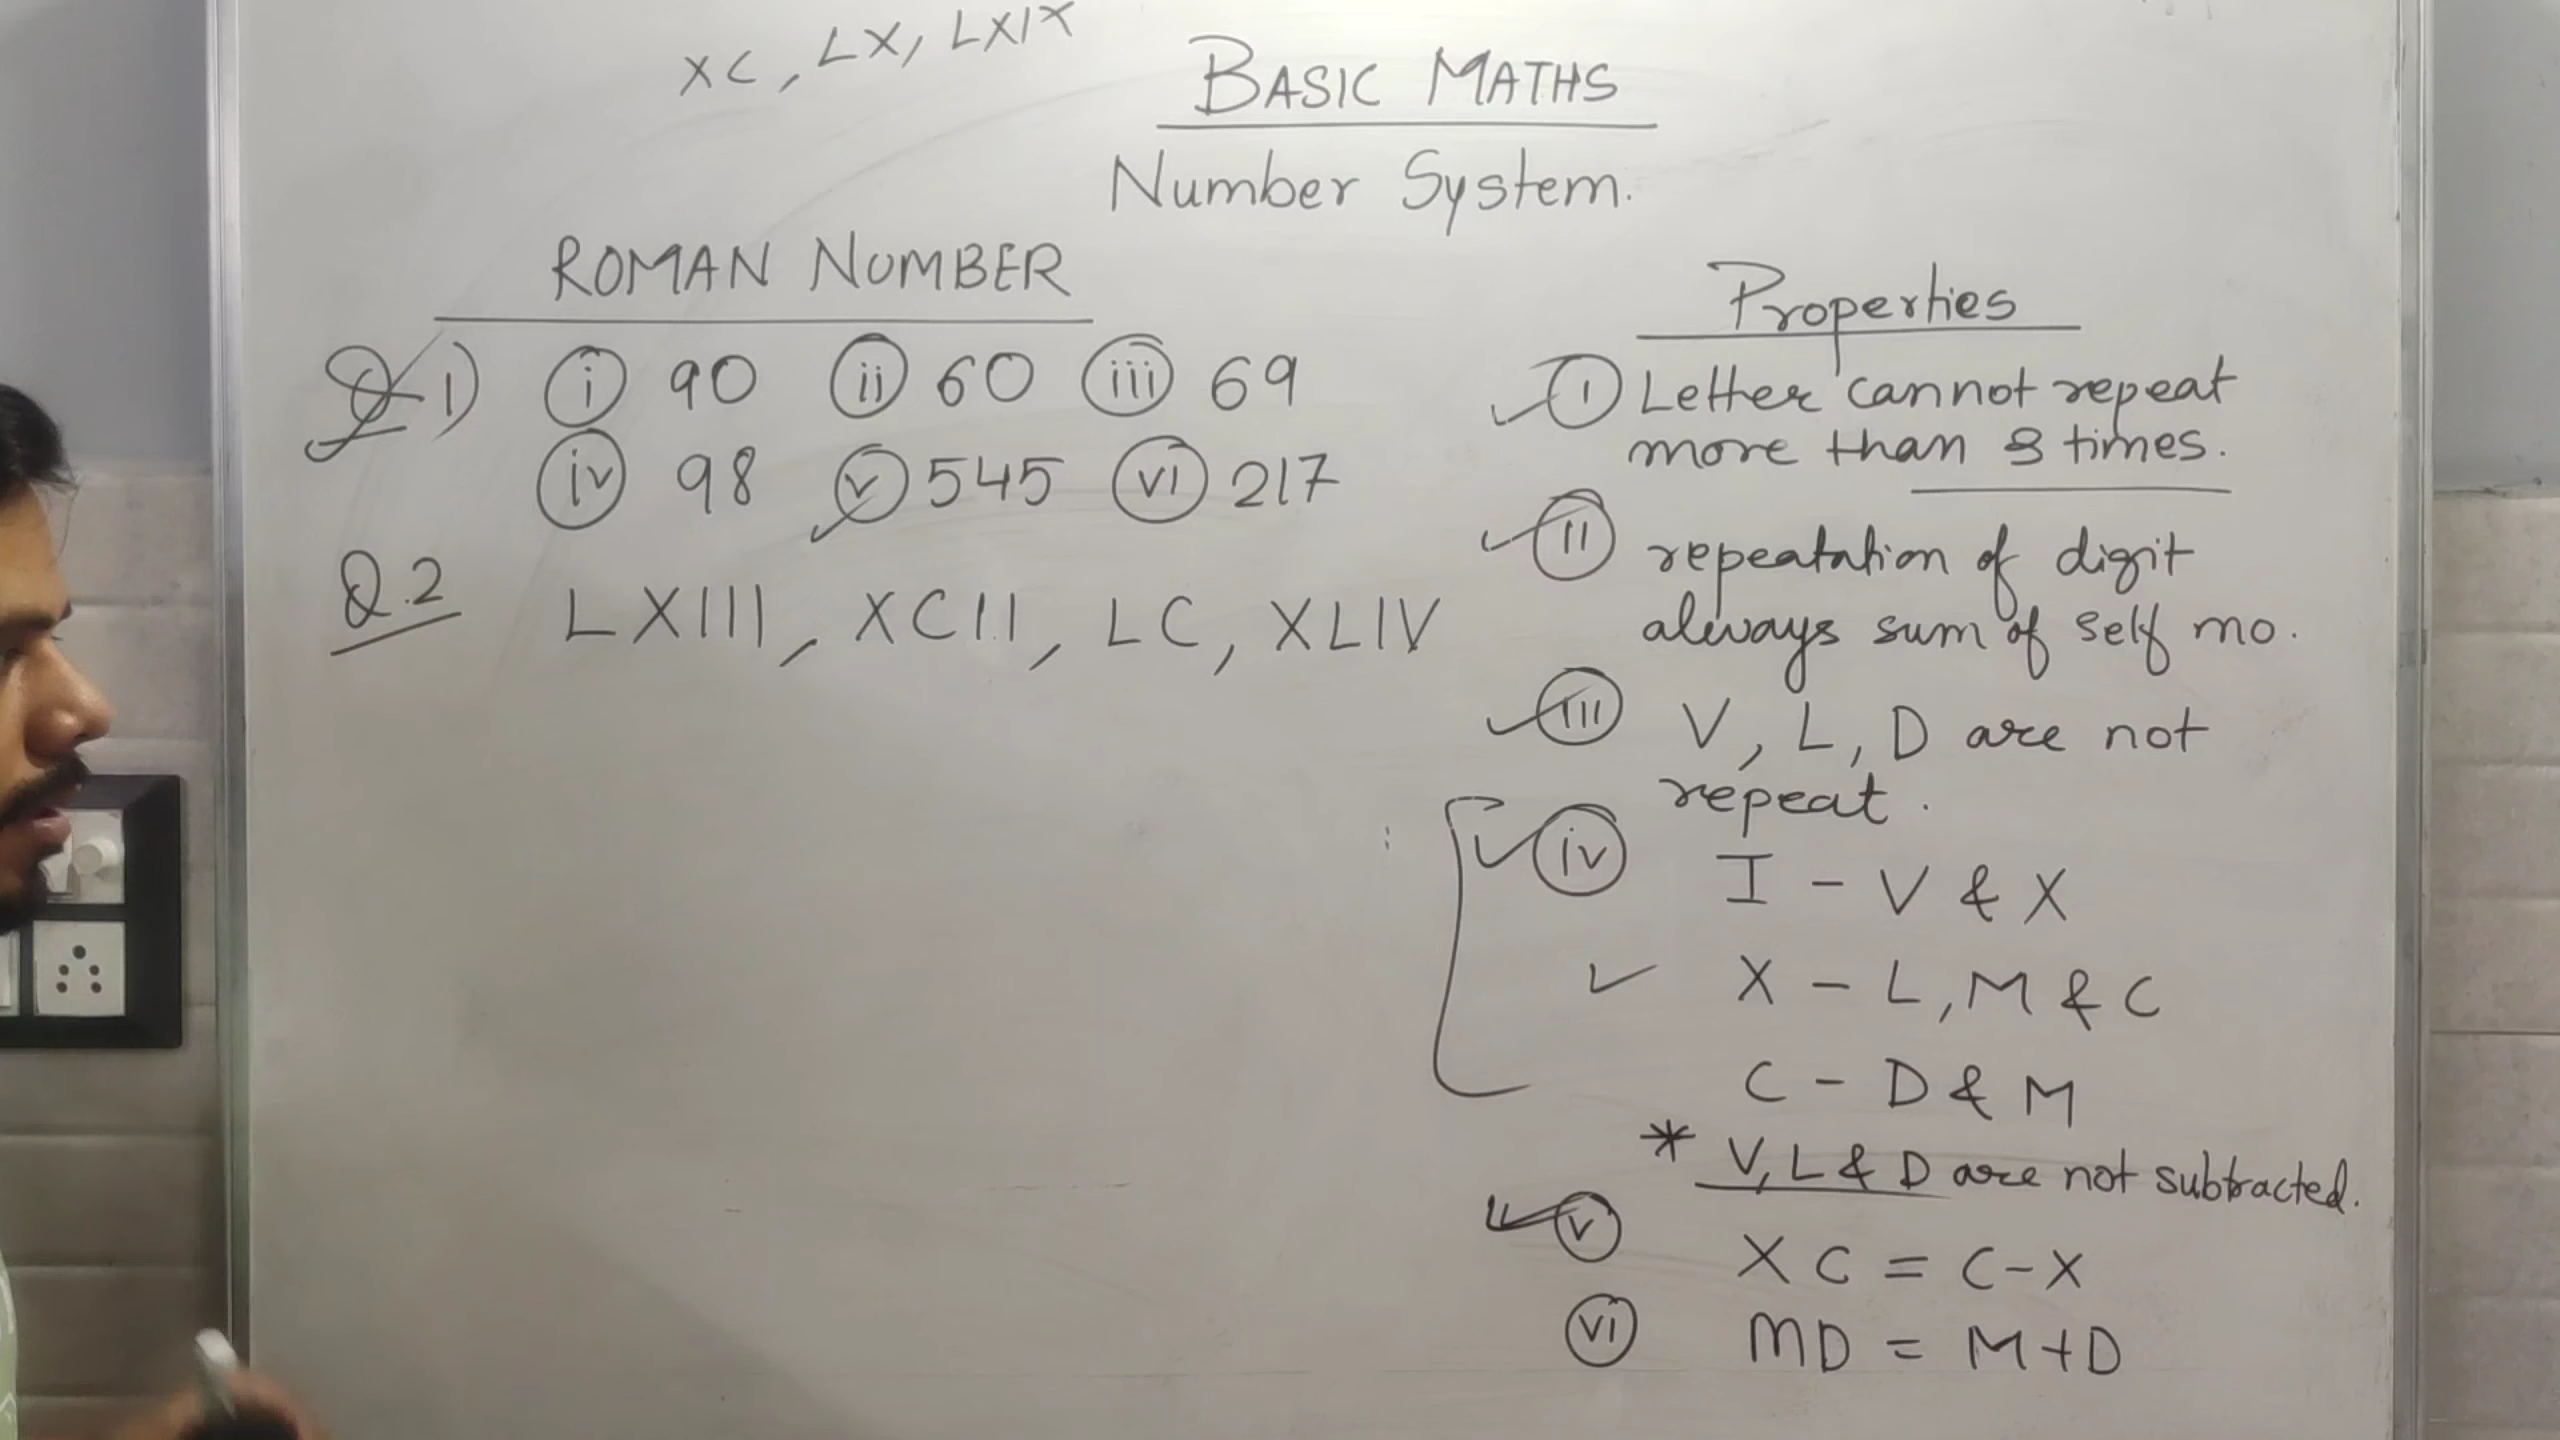 XC, LX, LXIX
BASIC MATHS
Number System.
ROMAN NUMBER
Q 1) i 90 ii 60 iii 69
iv 98 v 545 vi 217
Q.2 LXIII, XCII, LC, XLIV
Properties
I Letter cannot repeat
more than 3 times.
II repeatation of digit
always sum of self no.
III V, L, D are not
repeat.
iv I - V & X
X - L, M & C
C - D & M
* V, L & D are not subtracted.
v XC = C-X
vi MD = M+D